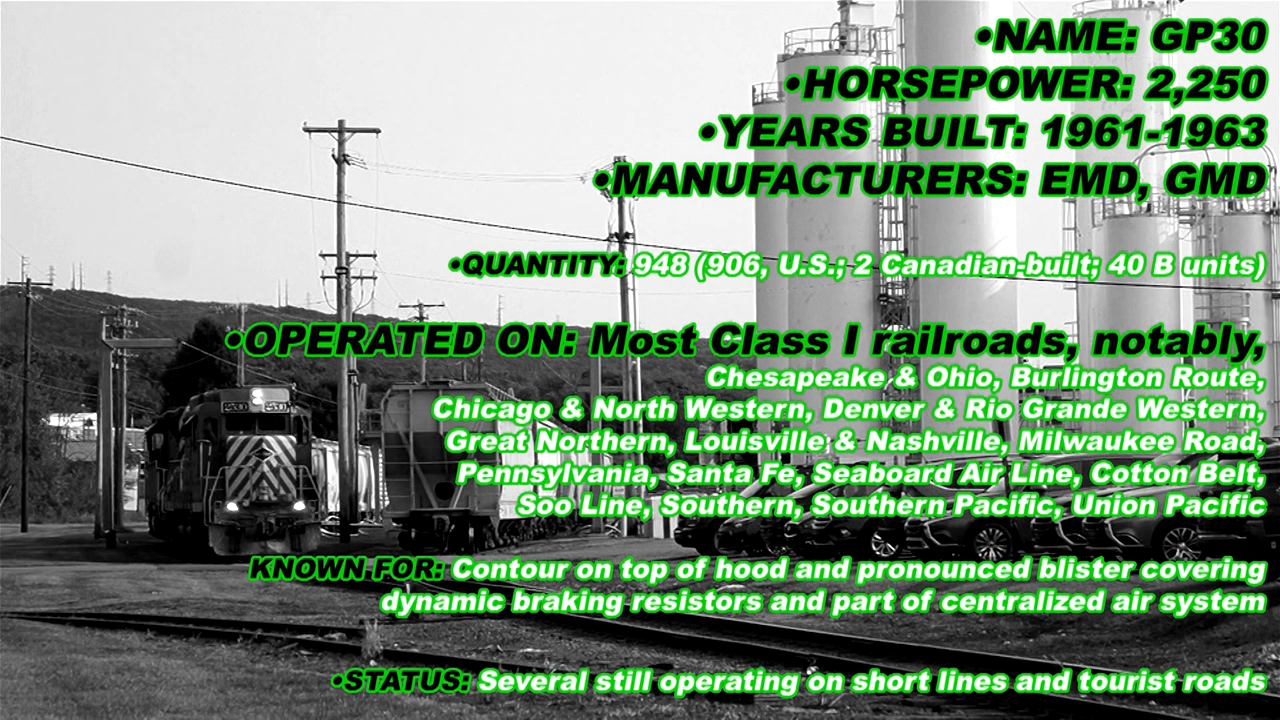 •NAME: GP30
•HORSEPOWER: 2,250
•YEARS BUILT: 1961-1963
•MANUFACTURERS: EMD, GMD
•QUANTITY: 948 (906, U.S.; 2 Canadian-built; 40 B units)
•OPERATED ON: Most Class I railroads, notably,
Chesapeake & Ohio, Burlington Route,
Chicago & North Western, Denver & Rio Grande Western,
Great Northern, Louisville & Nashville, Milwaukee Road,
Pennsylvania, Santa Fe, Seaboard Air Line, Cotton Belt,
Soo Line, Southern, Southern Pacific, Union Pacific
KNOWN FOR: Contour on top of hood and pronounced blister covering
dynamic braking resistors and part of centralized air system
•STATUS: Several still operating on short lines and tourist roads